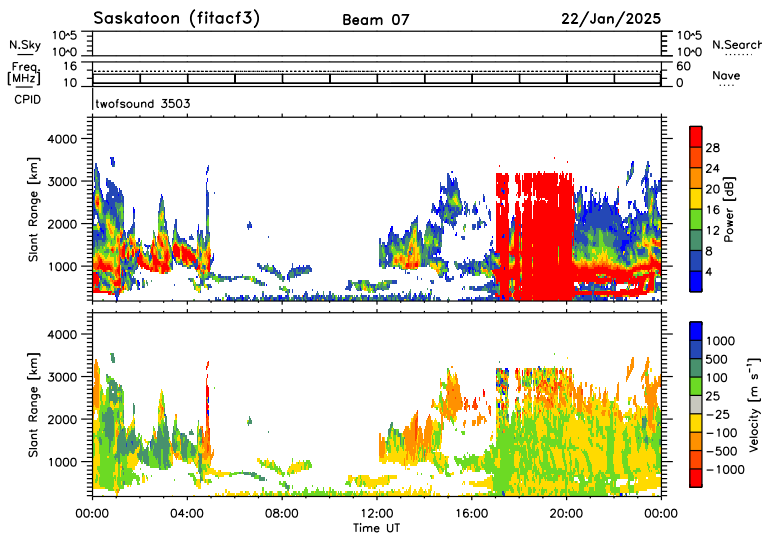 Saskatoon (fitacf3) Beam 07 22/Jan/2025
N.Sky 10^5 10^5 N.Search
10^0 10^0
Freq. [MHz] 16 60 Nave
10 0
CPID twofsound 3503
Slant Range [km]
4000
3000
2000
1000
Power [dB]
28
24
20
16
12
8
4
Slant Range [km]
4000
3000
2000
1000
Velocity [m s⁻¹]
1000
500
100
25
−25
−100
−500
−1000
00:00 04:00 08:00 12:00 16:00 20:00 00:00
Time UT